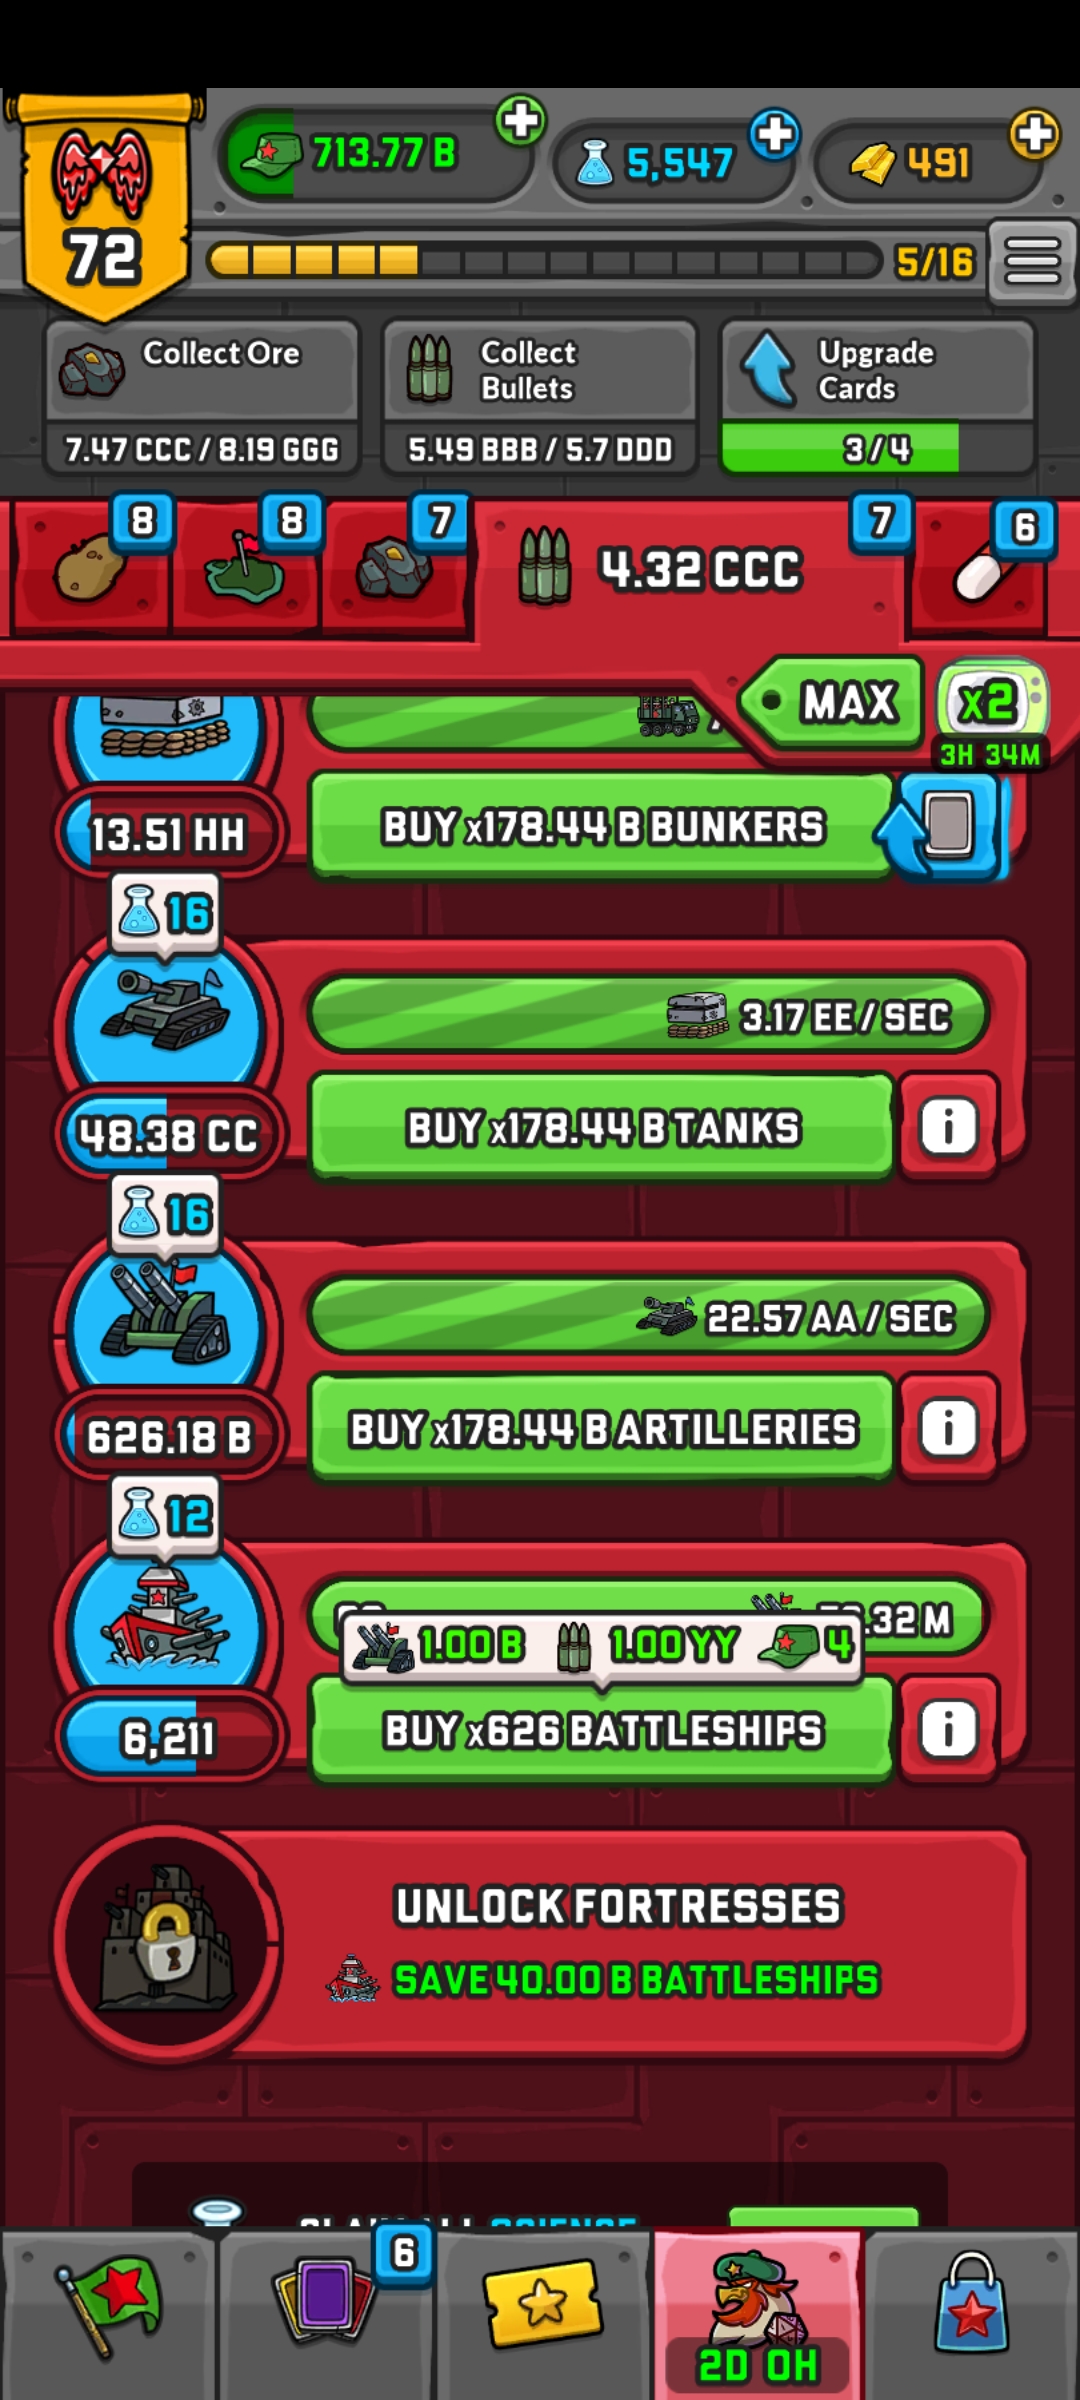 713.77 B
5,547
491
72
5/16
Collect Ore
7.47 CCC / 8.19 GGG
Collect
Bullets
5.49 BBB / 5.7 DDD
Upgrade
Cards
3/4
8
8
7
4.32 CCC
7
6
MAX
x2
3H 34M
13.51 HH
BUY x178.44 B BUNKERS
16
3.17 EE / SEC
48.38 CC
BUY x178.44 B TANKS
i
16
22.57 AA / SEC
626.18 B
BUY x178.44 B ARTILLERIES
i
12
.32 M
1.00 B
1.00 YY
4
6,211
BUY x626 BATTLESHIPS
i
UNLOCK FORTRESSES
SAVE 40.00 B BATTLESHIPS
SCIENCE
6
2D 0H